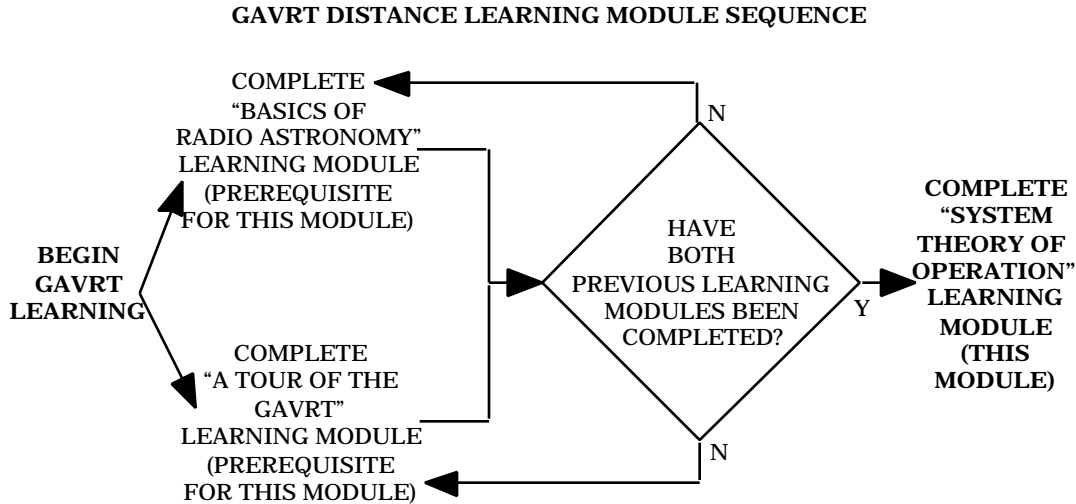 GAVRT DISTANCE LEARNING MODULE SEQUENCE
COMPLETE
“BASICS OF
RADIO ASTRONOMY”
LEARNING MODULE
(PREREQUISITE
FOR THIS MODULE)
BEGIN
GAVRT
LEARNING
COMPLETE
“A TOUR OF THE
GAVRT”
LEARNING MODULE
(PREREQUISITE
FOR THIS MODULE)
N
HAVE
BOTH
PREVIOUS LEARNING
MODULES BEEN
COMPLETED?
Y
N
COMPLETE
“SYSTEM
THEORY OF
OPERATION”
LEARNING
MODULE
(THIS
MODULE)